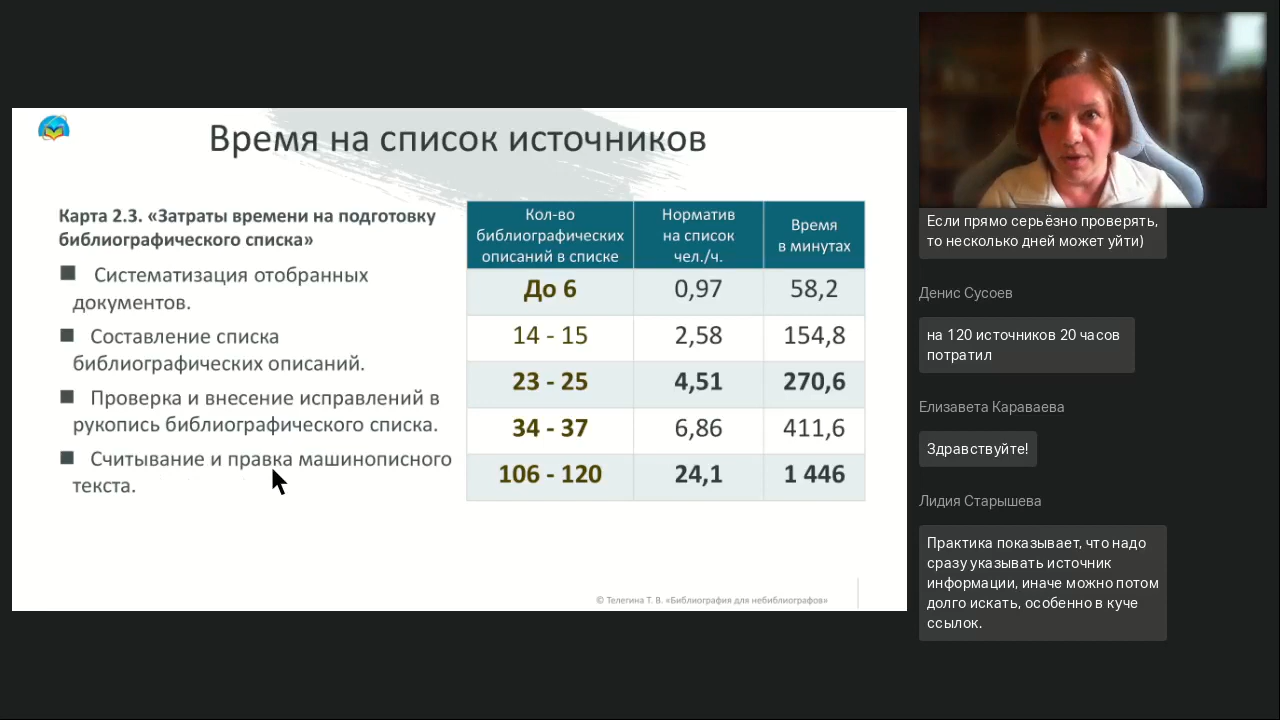 Время на список источников
Карта 2.3. «Затраты времени на подготовку
библиографического списка»
Систематизация отобранных
документов.
Составление списка
библиографических описаний.
Проверка и внесение исправлений в
рукопись библиографического списка.
Считывание и правка машинописного
текста.
Кол-во
библиографических
описаний в списке
Норматив
на список
чел./ч.
Время
в минутах
До 6 0,97 58,2
14 - 15 2,58 154,8
23 - 25 4,51 270,6
34 - 37 6,86 411,6
106 - 120 24,1 1 446
© Телегина Т. В. «Библиография для небиблиографов»
Если прямо серьёзно проверять,
то несколько дней может уйти)
Денис Сусоев
на 120 источников 20 часов
потратил
Елизавета Караваева
Здравствуйте!
Лидия Старышева
Практика показывает, что надо
сразу указывать источник
информации, иначе можно потом
долго искать, особенно в куче
ссылок.